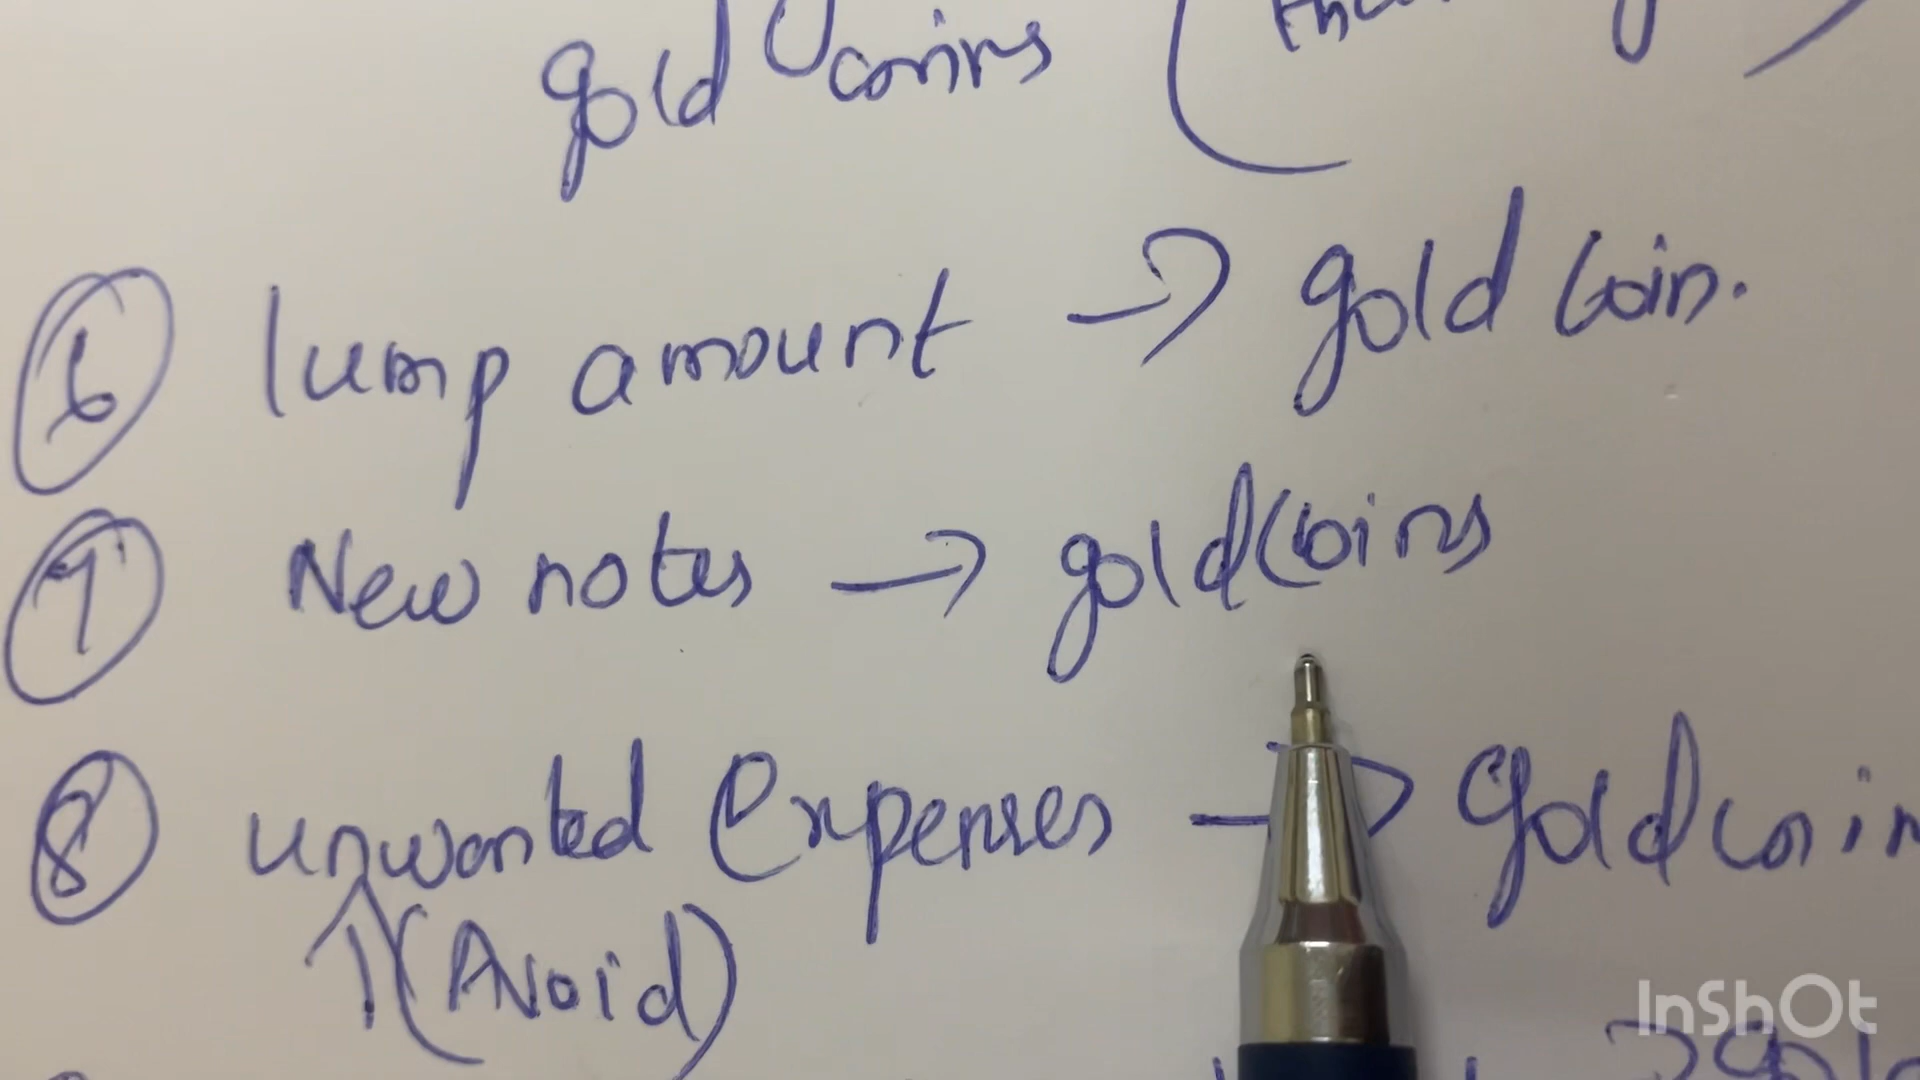 gold coins
⑥ lump amount → gold coin.
⑦ New notes → gold coins
⑧ unwanted expenses → gold coin
↑ (Avoid)
InShOt